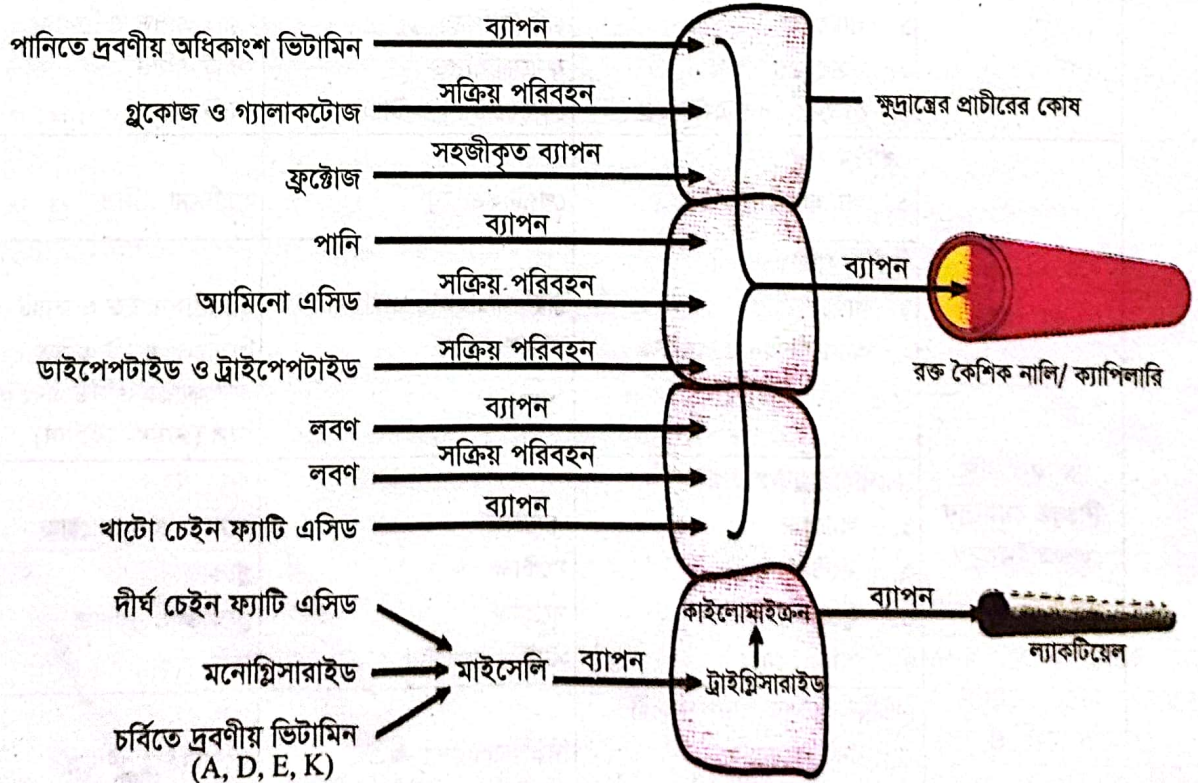 পানিতে দ্রবণীয় অধিকাংশ ভিটামিন
ব্যাপন
গ্লুকোজ ও গ্যালাকটোজ
সক্রিয় পরিবহন
ক্ষুদ্রান্ত্রের প্রাচীরের কোষ
ফ্রুক্টোজ
সহজীকৃত ব্যাপন
পানি
ব্যাপন
অ্যামিনো এসিড
সক্রিয় পরিবহন
ব্যাপন
ডাইপেপটাইড ও ট্রাইপেপটাইড
সক্রিয় পরিবহন
রক্ত কৈশিক নালি/ ক্যাপিলারি
লবণ
ব্যাপন
লবণ
সক্রিয় পরিবহন
খাটো চেইন ফ্যাটি এসিড
ব্যাপন
দীর্ঘ চেইন ফ্যাটি এসিড
মনোগ্লিসারাইড
চর্বিতে দ্রবণীয় ভিটামিন
(A, D, E, K)
মাইসেলি
ব্যাপন
ট্রাইগ্লিসারাইড
কাইলোমাইক্রন
ব্যাপন
ল্যাকটিয়েল